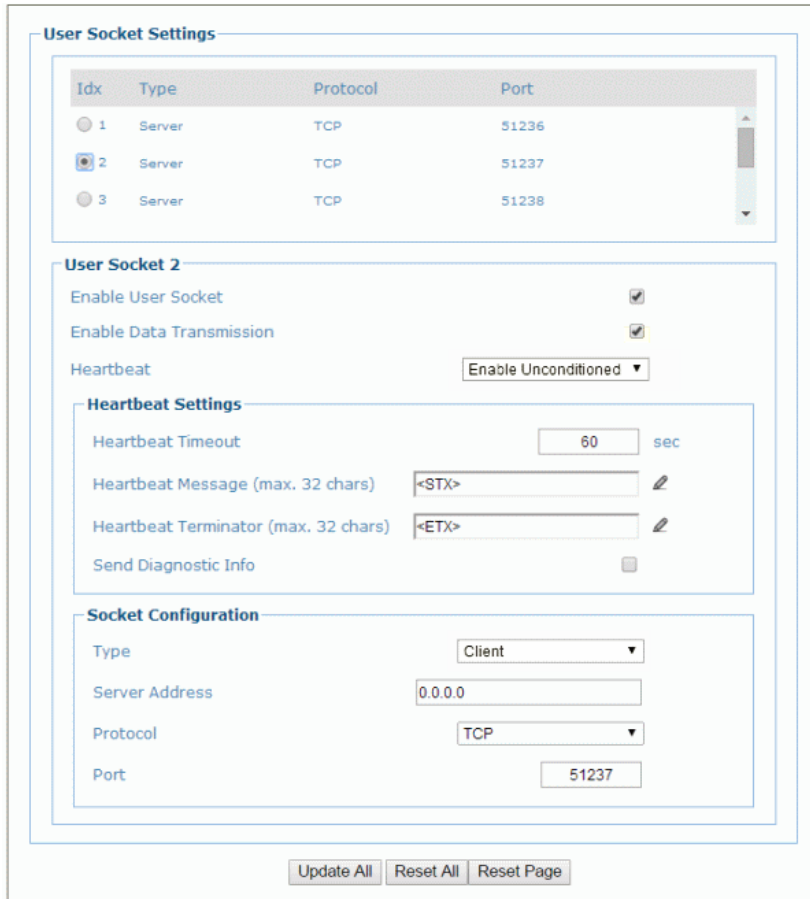 User Socket Settings
Idx Type Protocol Port
1 Server TCP 51236
2 Server TCP 51237
3 Server TCP 51238
User Socket 2
Enable User Socket
Enable Data Transmission
Heartbeat Enable Unconditioned
Heartbeat Settings
Heartbeat Timeout 60 sec
Heartbeat Message (max. 32 chars) <STX>
Heartbeat Terminator (max. 32 chars) <ETX>
Send Diagnostic Info
Socket Configuration
Type Client
Server Address 0.0.0.0
Protocol TCP
Port 51237
Update All Reset All Reset Page